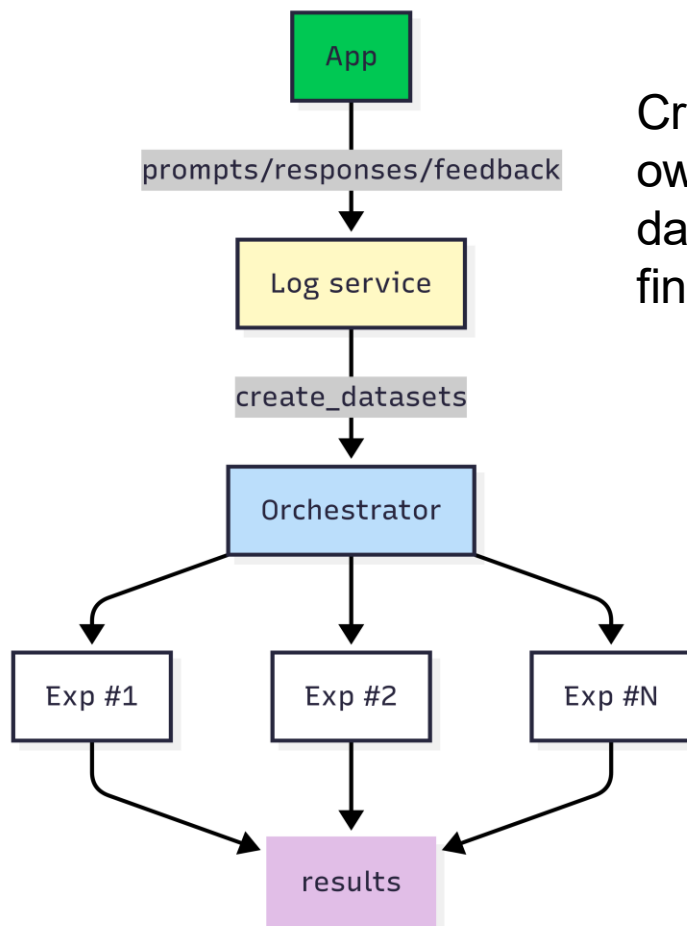 App
prompts/responses/feedback
Log service
create_datasets
Orchestrator
Exp #1
Exp #2
Exp #N
results